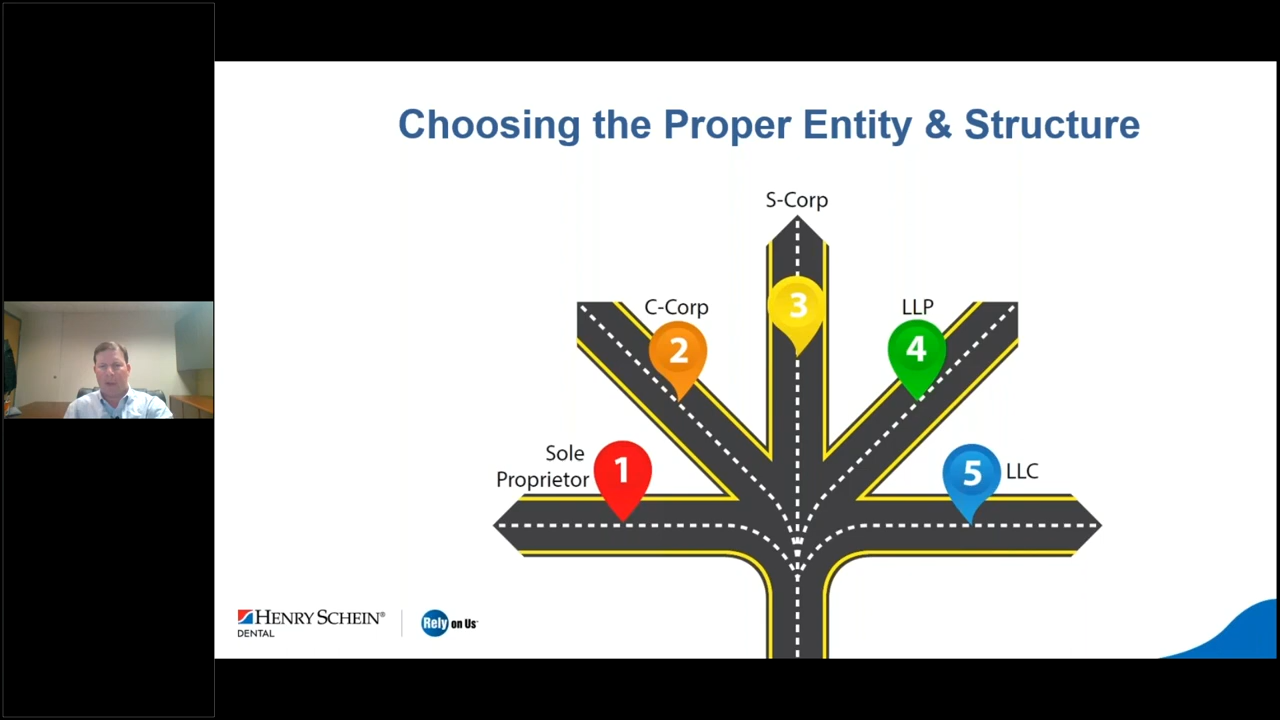 Choosing the Proper Entity & Structure
S-Corp
C-Corp
LLP
3
2
4
Sole
Proprietor
1
5
LLC
HENRY SCHEIN®
DENTAL
Rely on Us